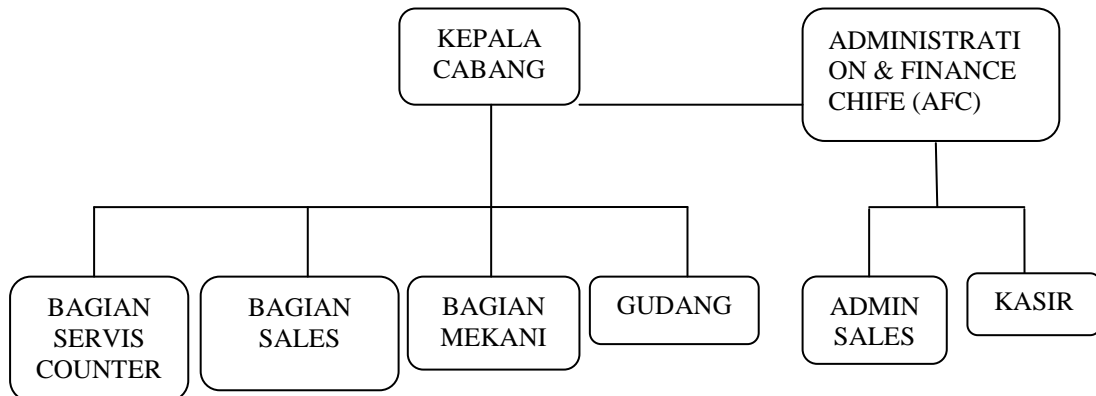 KEPALA
CABANG
ADMINISTRATI
ON & FINANCE
CHIFE (AFC)
BAGIAN
SERVIS
COUNTER
BAGIAN
SALES
BAGIAN
MEKANI
GUDANG
ADMIN
SALES
KASIR